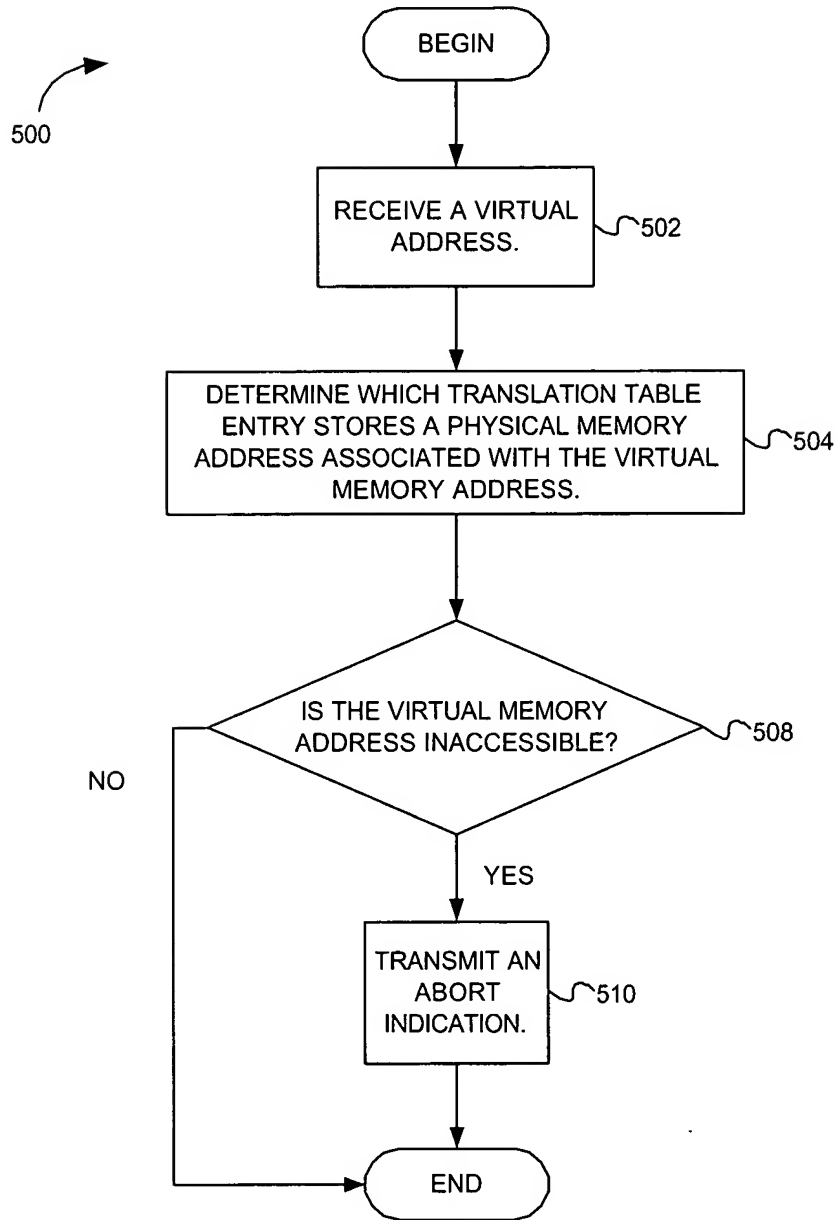 BEGIN
500
RECEIVE A VIRTUAL
ADDRESS.
502
DETERMINE WHICH TRANSLATION TABLE
ENTRY STORES A PHYSICAL MEMORY
ADDRESS ASSOCIATED WITH THE VIRTUAL
MEMORY ADDRESS.
504
IS THE VIRTUAL MEMORY
ADDRESS INACCESSIBLE?
508
NO
YES
TRANSMIT AN
ABORT
INDICATION.
510
END